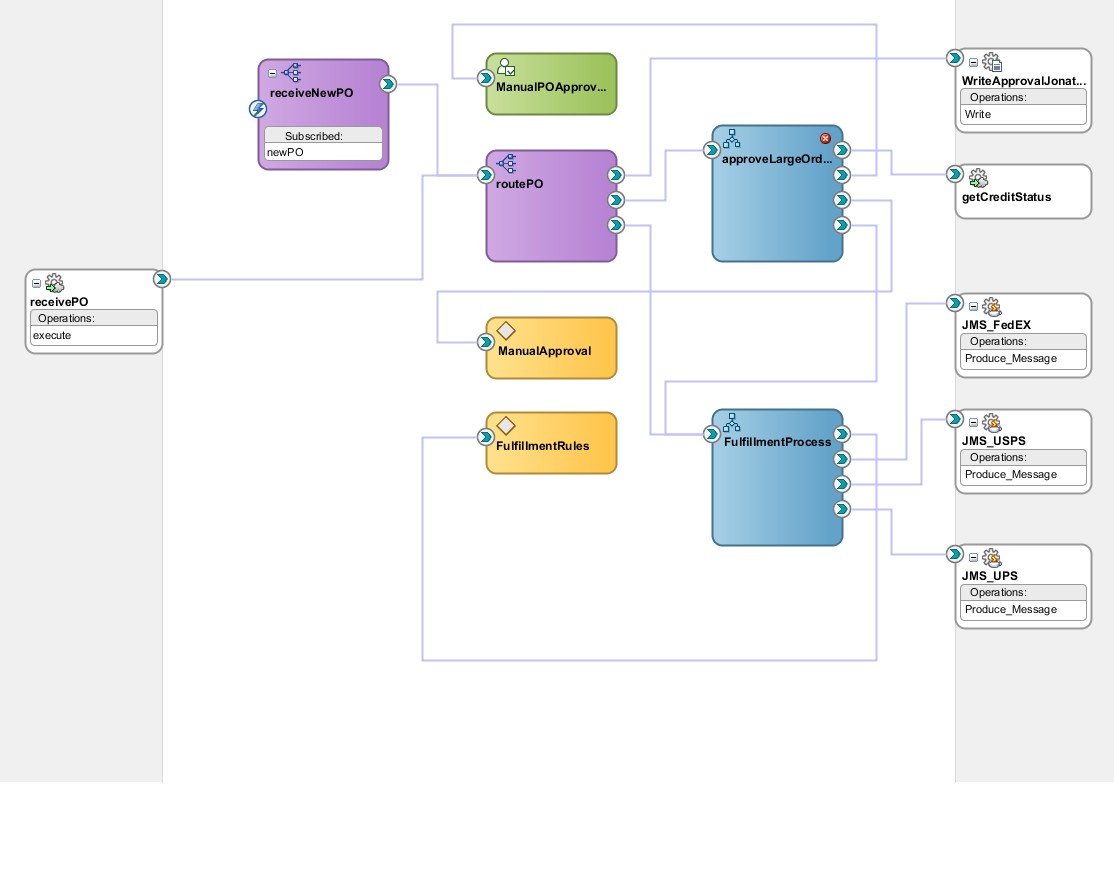 receivePO
Operations:
execute
receiveNewPO
Subscribed:
newPO
ManualPOApprov...
routePO
ManualApproval
FulfillmentRules
approveLargeOrd...
FulfillmentProcess
WriteApprovalJonat...
Operations:
Write
getCreditStatus
JMS_FedEX
Operations:
Produce_Message
JMS_USPS
Operations:
Produce_Message
JMS_UPS
Operations:
Produce_Message